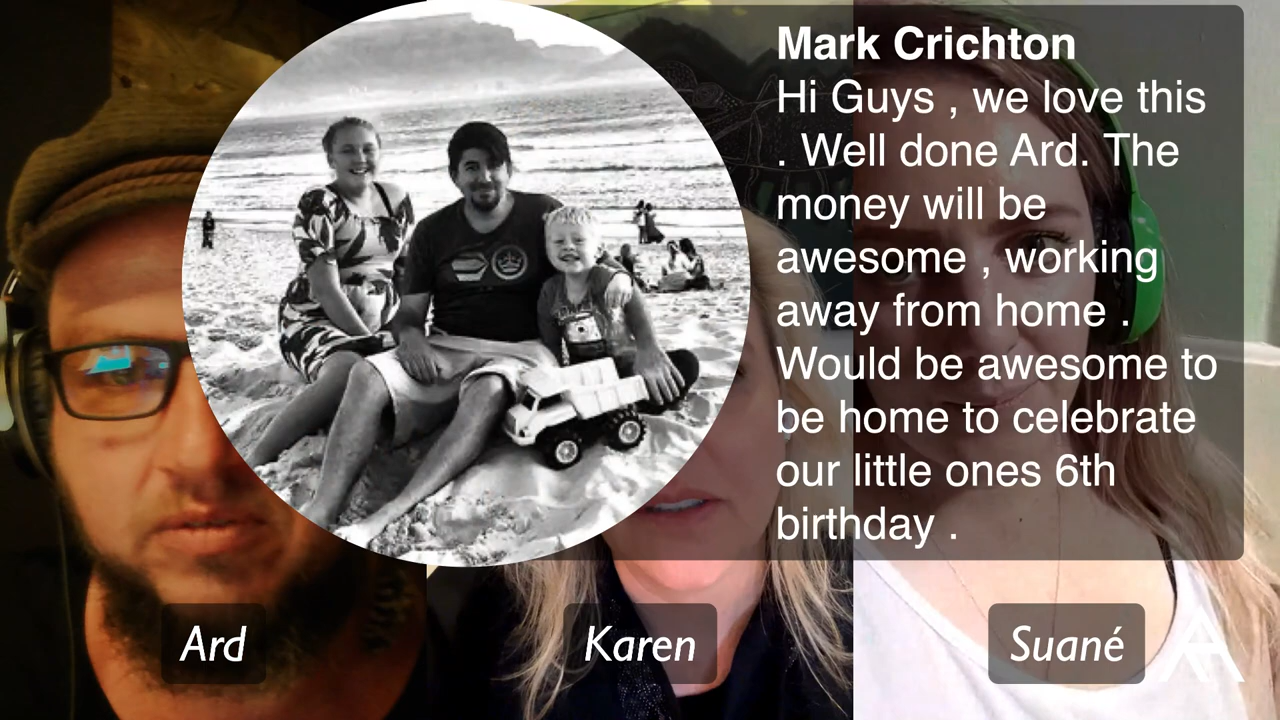 Mark Crichton
Hi Guys , we love this
. Well done Ard. The
money will be
awesome , working
away from home .
Would be awesome to
be home to celebrate
our little ones 6th
birthday .
Ard
Karen
Suané